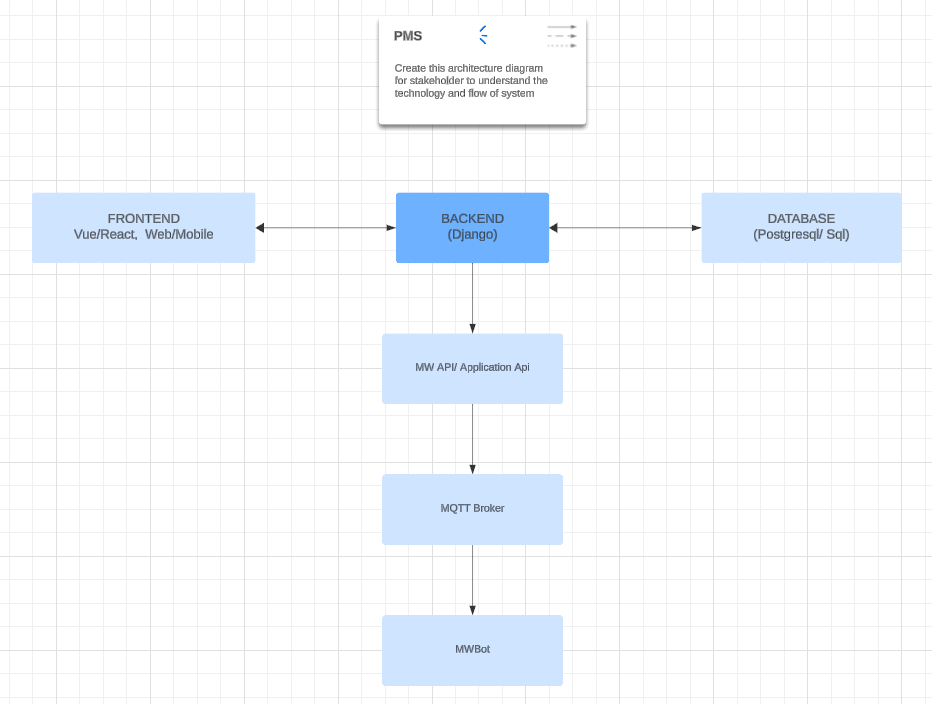 PMS
Create this architecture diagram
for stakeholder to understand the
technology and flow of system
FRONTEND
Vue/React, Web/Mobile
BACKEND
(Django)
DATABASE
(Postgresql/ Sql)
MW API/ Application Api
MQTT Broker
MWBot